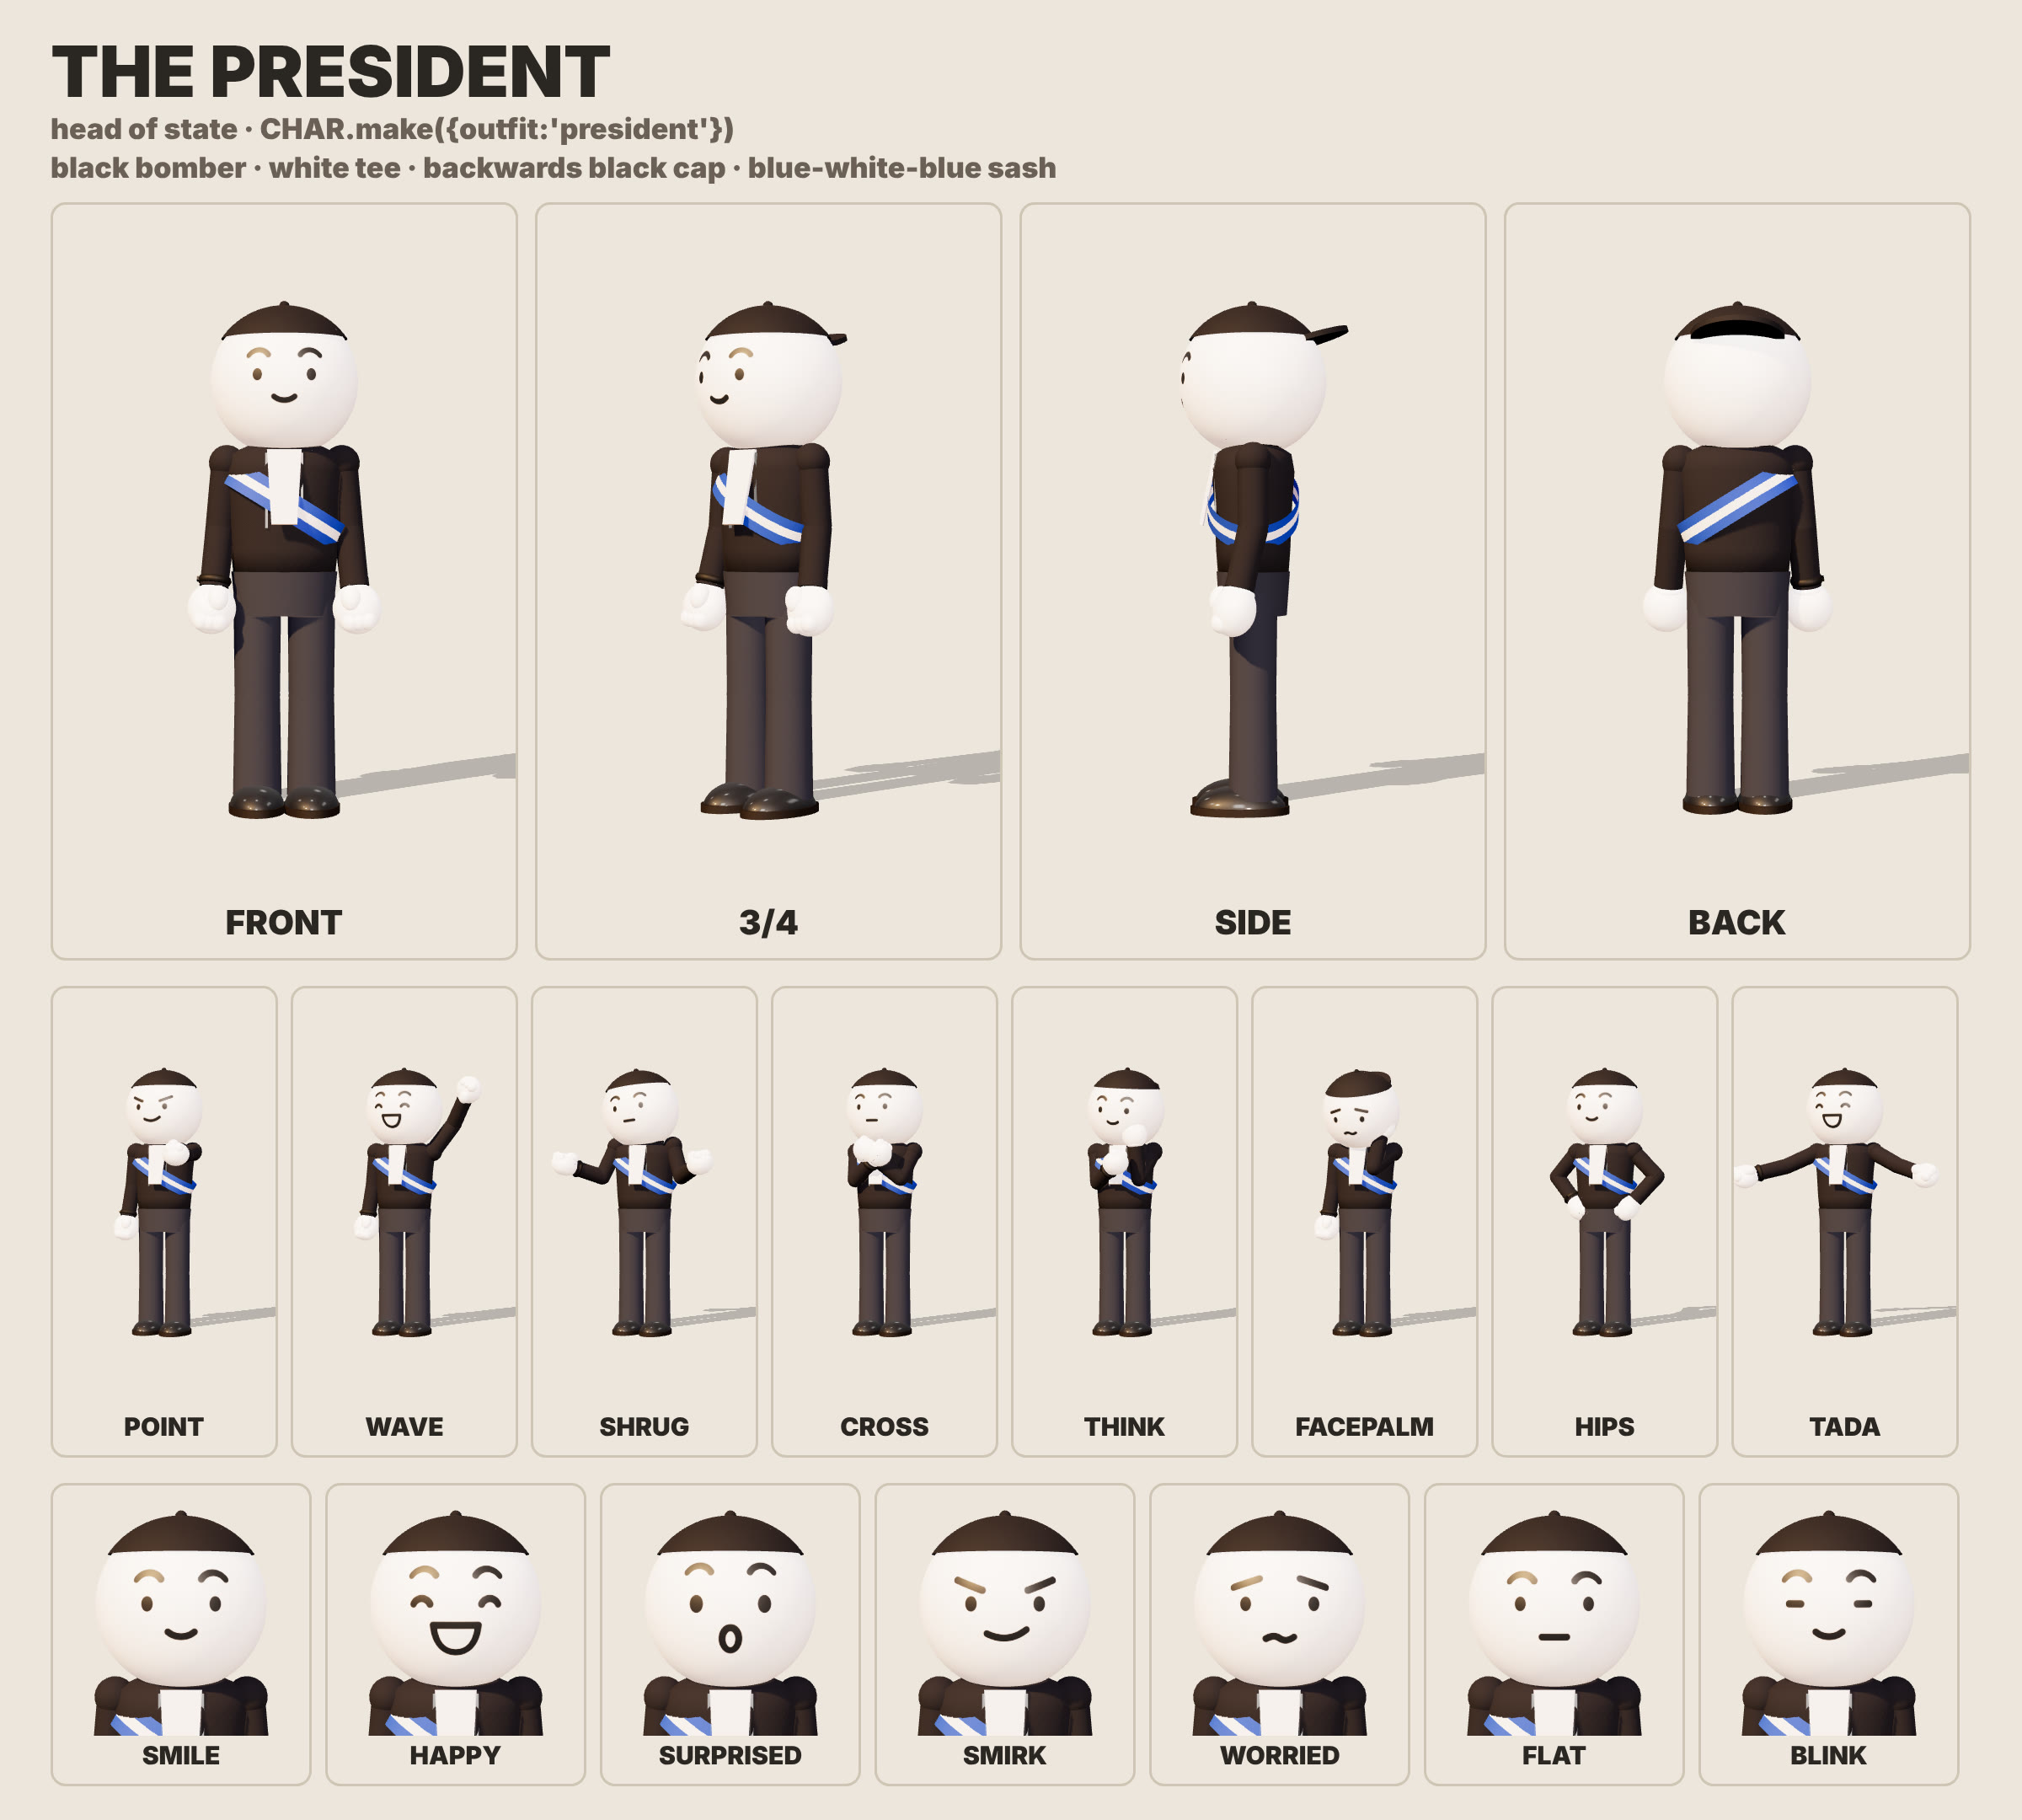 THE PRESIDENT
head of state · CHAR.make({outfit:'president'})
black bomber · white tee · backwards black cap · blue-white-blue sash
FRONT
3/4
SIDE
BACK
POINT
WAVE
SHRUG
CROSS
THINK
FACEPALM
HIPS
TADA
SMILE
HAPPY
SURPRISED
SMIRK
WORRIED
FLAT
BLINK